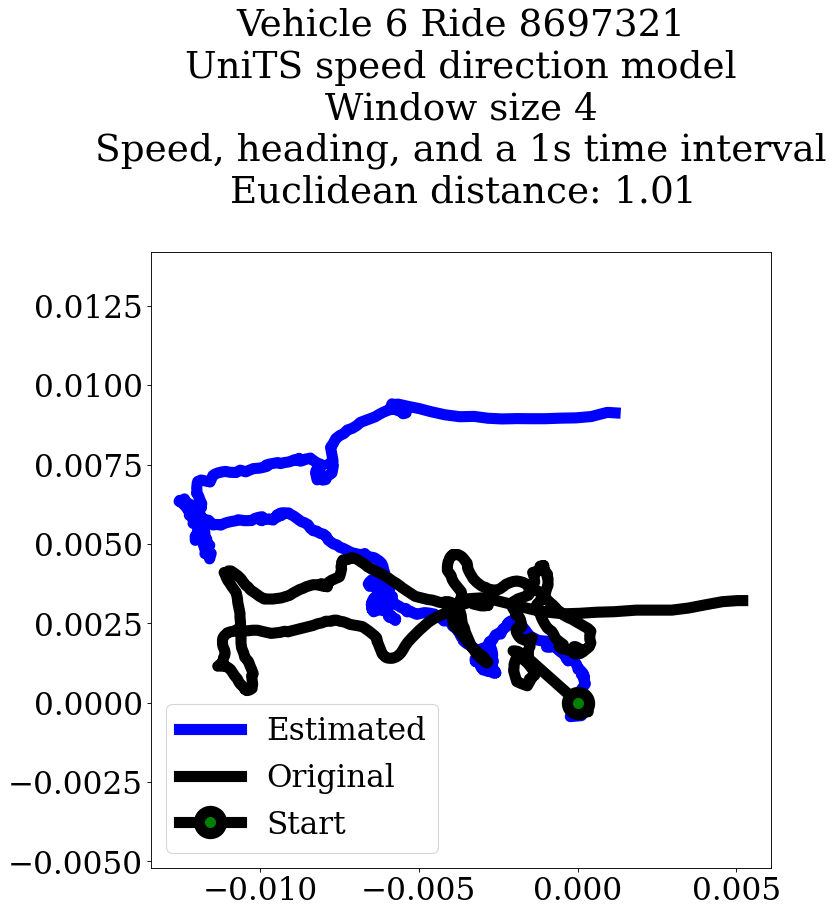 Vehicle 6 Ride 8697321
UniTS speed direction model
Window size 4
Speed, heading, and a 1s time interval
Euclidean distance: 1.01
0.0125
0.0100
0.0075
0.0050
0.0025
0.0000
−0.0025
−0.0050
Estimated
Original
Start
−0.010
−0.005
0.000
0.005